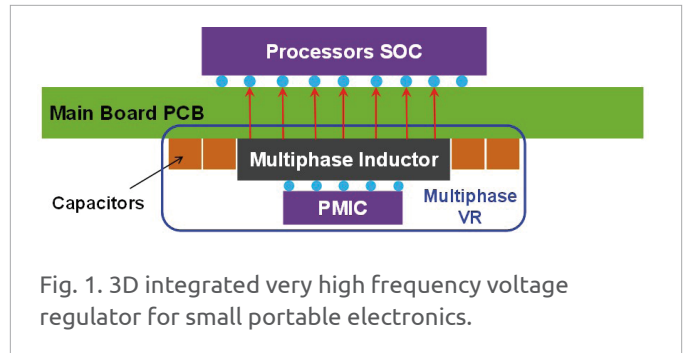 Processors SOC
Main Board PCB
Multiphase Inductor
Capacitors
PMIC
Multiphase
VR
Fig. 1. 3D integrated very high frequency voltage
regulator for small portable electronics.